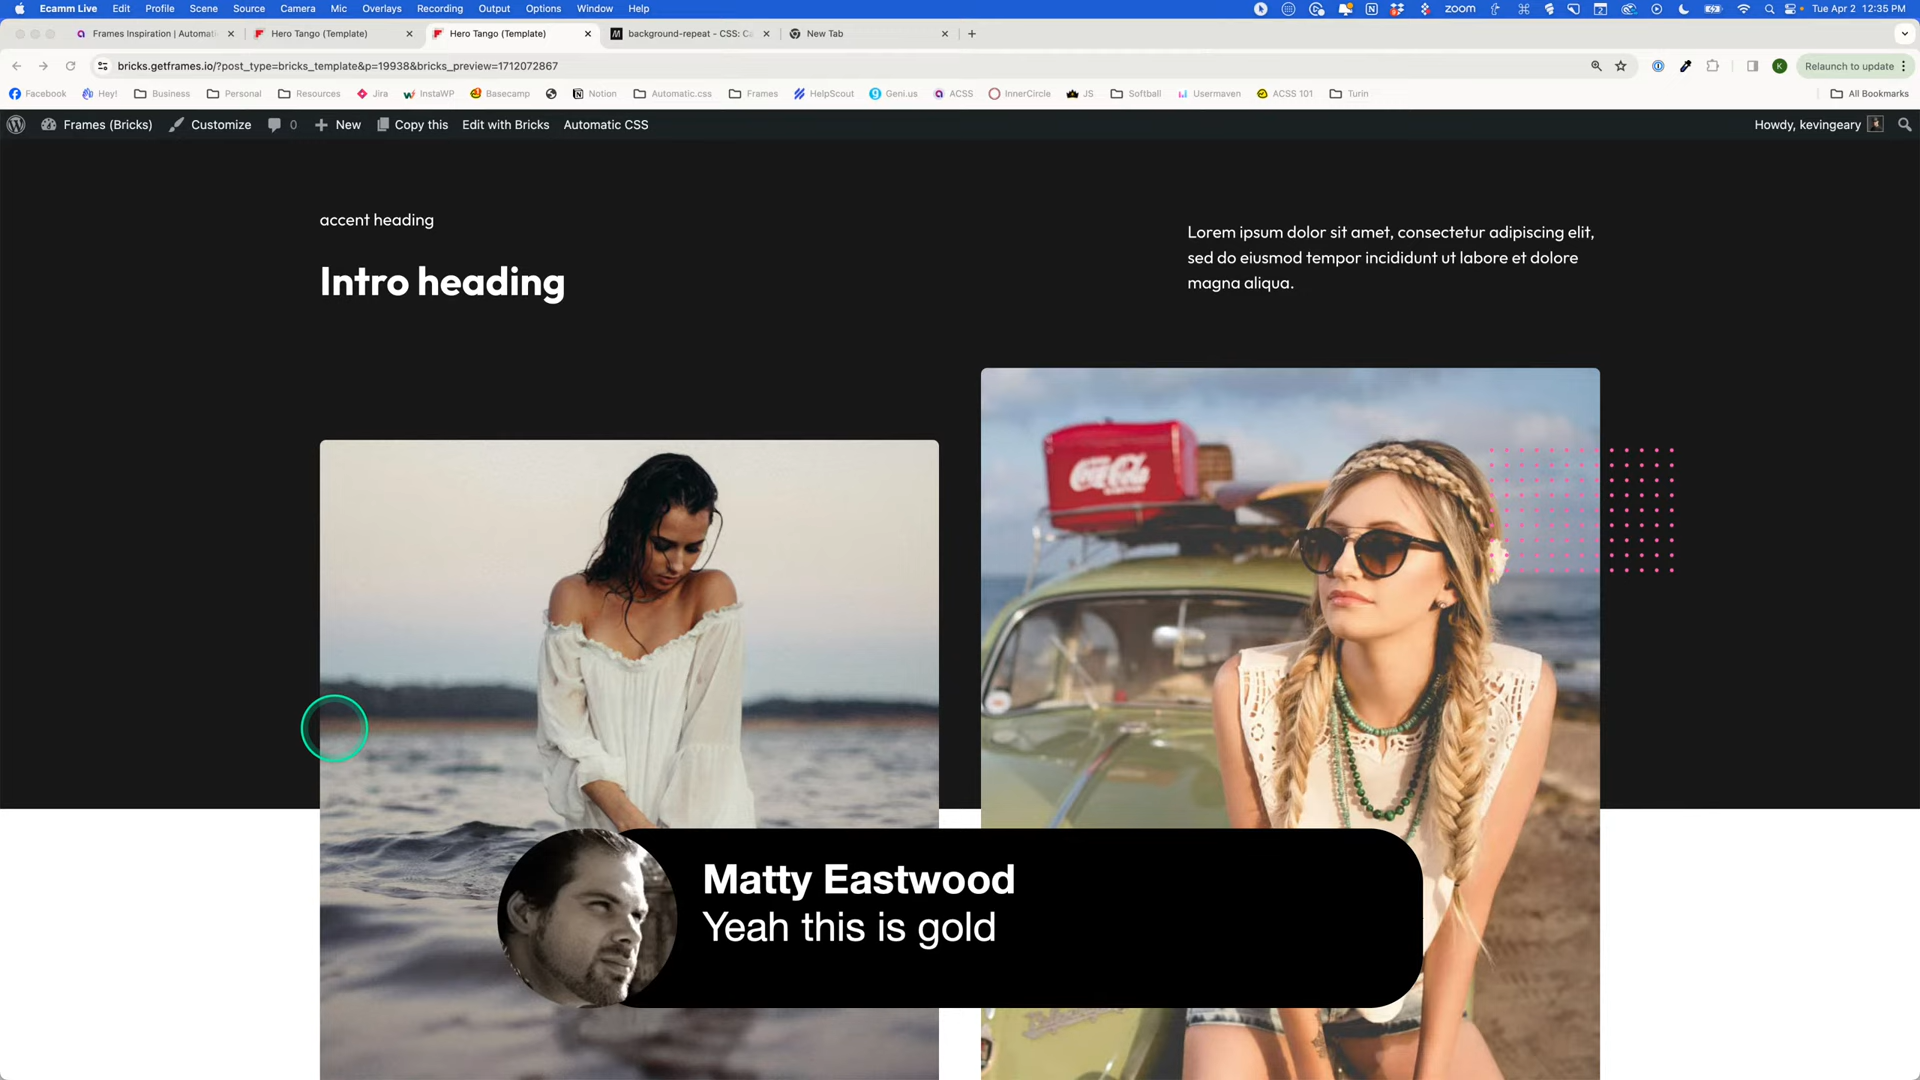 Ecamm Live Edit Profile Scene Source Camera Mic Overlays Recording Output Options Window Help zoom Tue Apr 2 12:35 PM
Frames Inspiration | Automati Hero Tango (Template) Hero Tango (Template) background-repeat - CSS: Ca New Tab
bricks.getframes.io/?post_type=bricks_template&p=19938&bricks_preview=1712072867 Relaunch to update
Facebook Hey! Business Personal Resources Jira InstaWP Basecamp Notion Automatic.css Frames HelpScout Geni.us ACSS InnerCircle JS Softball Usermaven ACSS 101 Turin All Bookmarks
Frames (Bricks) Customize 0 New Copy this Edit with Bricks Automatic CSS Howdy, kevingeary
accent heading
Intro heading
Lorem ipsum dolor sit amet, consectetur adipiscing elit,
sed do eiusmod tempor incididunt ut labore et dolore
magna aliqua.
Coca-Cola
Matty Eastwood
Yeah this is gold